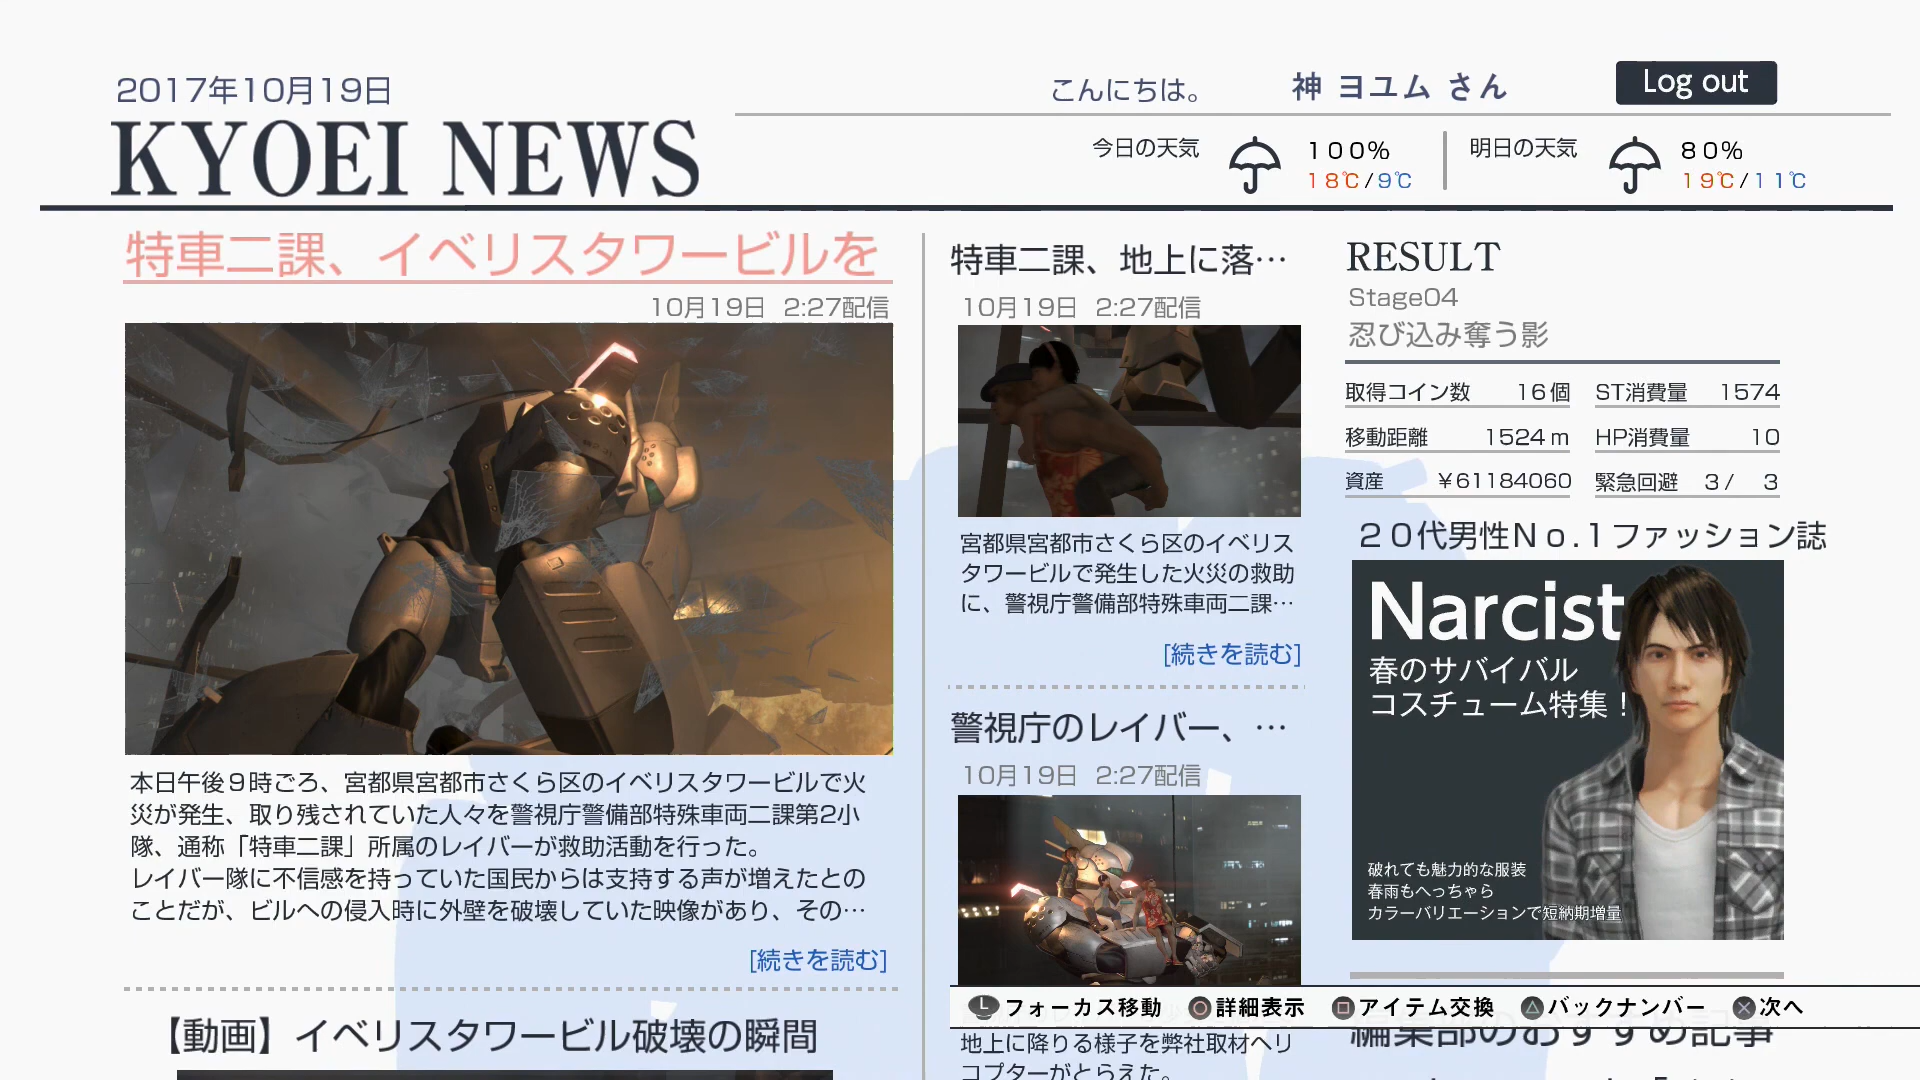 2017年10月19日
こんにちは。 神 ヨユム さん
Log out
KYOEI NEWS
今日の天気 100% 18℃/9℃
明日の天気 80% 19℃/11℃
特車二課、イベリスタワービルを
10月19日 2:27配信
本日午後９時ごろ、宮都県宮都市さくら区のイベリスタワービルで火
災が発生、取り残されていた人々を警視庁警備部特殊車両二課第2小
隊、通称「特車二課」所属のレイバーが救助活動を行った。
レイバー隊に不信感を持っていた国民からは支持する声が増えたとの
ことだが、ビルへの侵入時に外壁を破壊していた映像があり、その…
[続きを読む]
【動画】イベリスタワービル破壊の瞬間
特車二課、地上に落…
10月19日 2:27配信
宮都県宮都市さくら区のイベリス
タワービルで発生した火災の救助
に、警視庁警備部特殊車両二課…
[続きを読む]
警視庁のレイバー、…
10月19日 2:27配信
地上に降りる様子を弊社取材ヘリ
コプターがとらえた。
RESULT
Stage04
忍び込み奪う影
取得コイン数 16個
ST消費量 1574
移動距離 1524m
HP消費量 10
資産 ￥61184060
緊急回避 3/ 3
２０代男性Ｎｏ.１ファッション誌
Narcist
春のサバイバル
コスチューム特集！
破れても魅力的な服装
春雨もへっちゃら
カラーバリエーションで短納期増量
編集部のおすすめ記事
L フォーカス移動 ○ 詳細表示 □ アイテム交換 △ バックナンバー × 次へ